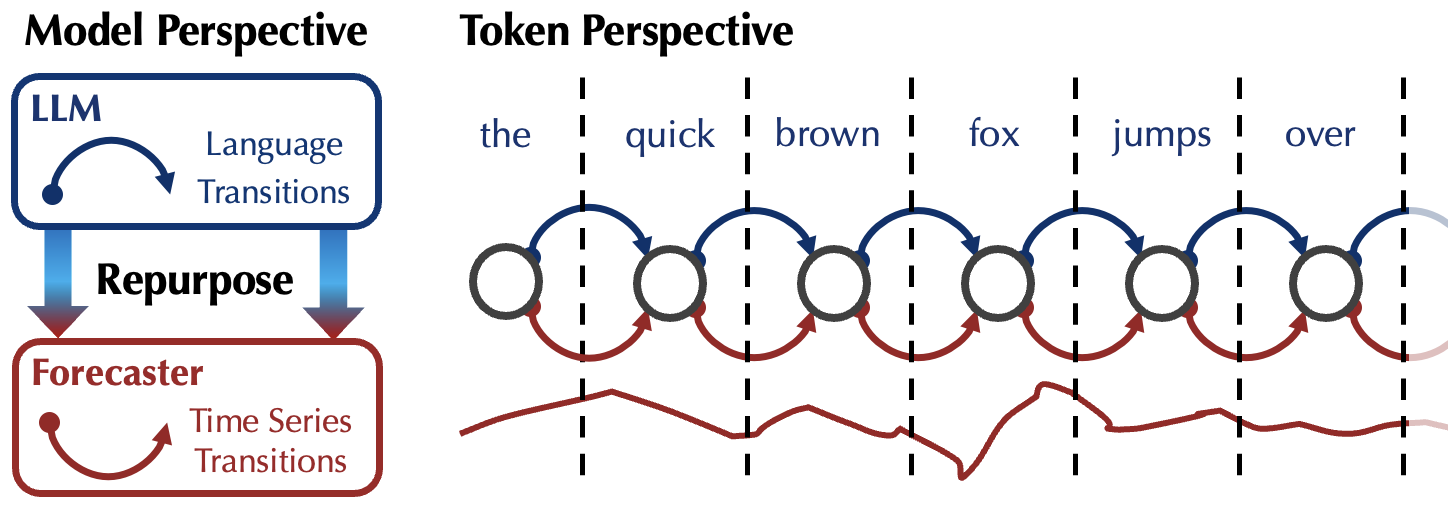 Model Perspective
LLM
Language
Transitions
Repurpose
Forecaster
Time Series
Transitions
Token Perspective
the quick brown fox jumps over